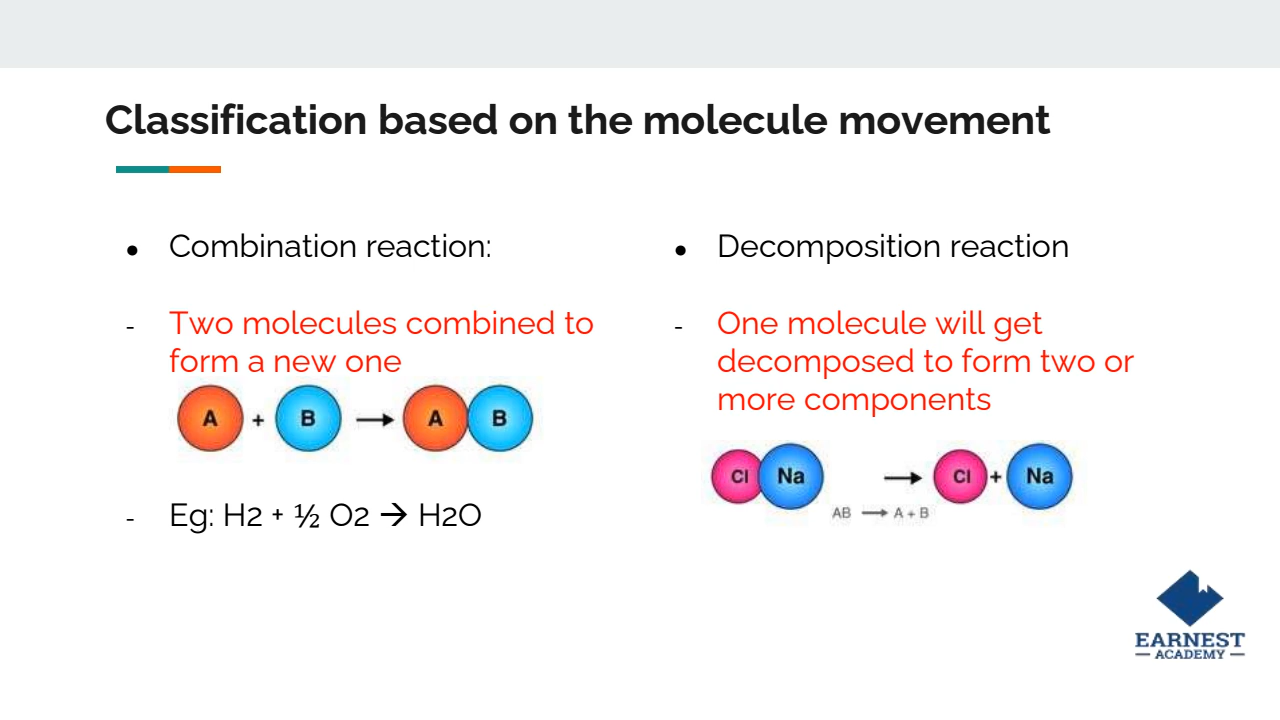 Classification based on the molecule movement
● Combination reaction:
- Two molecules combined to
form a new one
A + B → A B
- Eg: H2 + ½ O2 → H2O
● Decomposition reaction
- One molecule will get
decomposed to form two or
more components
Cl Na → Cl + Na
AB → A + B
EARNEST
ACADEMY